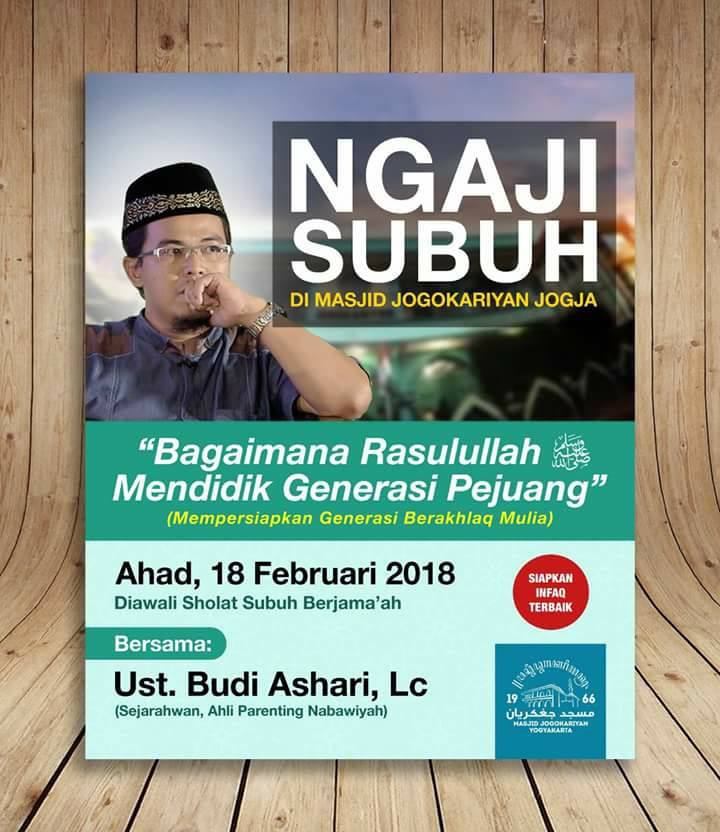 NGAJI
SUBUH
DI MASJID JOGOKARIYAN JOGJA
“Bagaimana Rasulullah ﷺ
Mendidik Generasi Pejuang”
(Mempersiapkan Generasi Berakhlaq Mulia)
Ahad, 18 Februari 2018
Diawali Sholat Subuh Berjama’ah
SIAPKAN
INFAQ
TERBAIK
Bersama:
Ust. Budi Ashari, Lc
(Sejarahwan, Ahli Parenting Nabawiyah)
19 66
مسجد جغكريان
MASJID JOGOKARIYAN
YOGYAKARTA